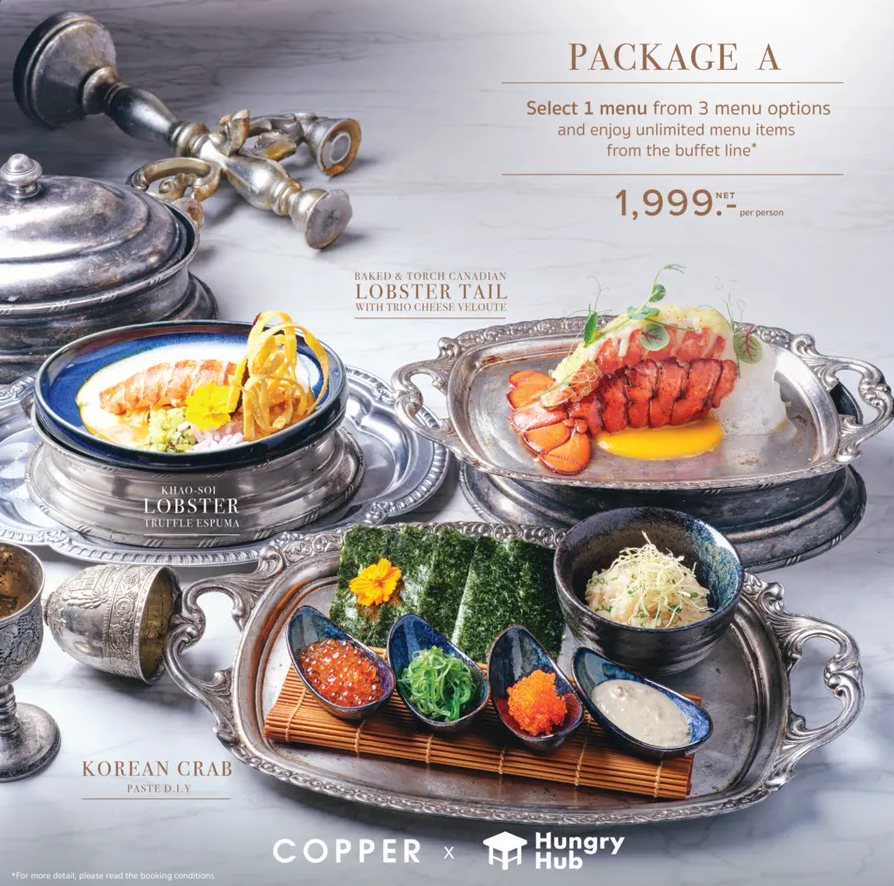 PACKAGE A
Select 1 menu from 3 menu options
and enjoy unlimited menu items
from the buffet line*
1,999.- NET per person
BAKED & TORCH CANADIAN
LOBSTER TAIL
WITH TRIO CHEESE VELOUTE
KHAO-SOI
LOBSTER
TRUFFLE ESPUMA
KOREAN CRAB
PASTE D.I.Y
COPPER x Hungry
Hub
*For more detail, please read the booking conditions